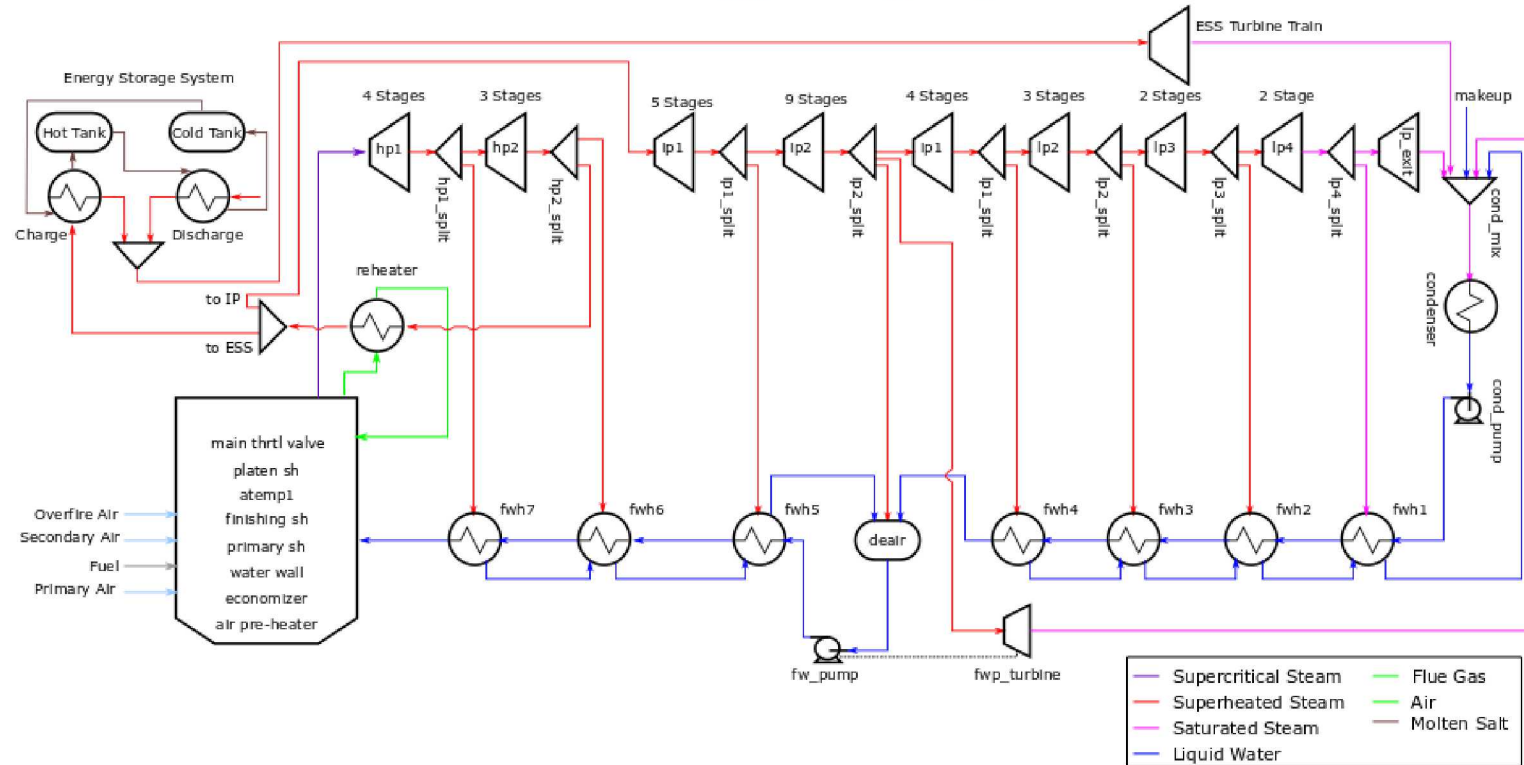 ESS Turbine Train
Energy Storage System
4 Stages
3 Stages
5 Stages
9 Stages
4 Stages
3 Stages
2 Stages
2 Stage
makeup
Hot Tank
Cold Tank
hp1
hp2
Ip1
Ip2
lp1
lp2
lp3
lp4
lp_exit
hp1_split
hp2_split
Ip1_split
Ip2_split
lp1_split
lp2_split
lp3_split
lp4_split
cond_mix
Charge
Discharge
reheater
to IP
to ESS
condenser
cond_pump
main thrtl valve
platen sh
atemp1
finishing sh
primary sh
water wall
economizer
air pre-heater
Overfire Air
Secondary Air
Fuel
Primary Air
fwh7
fwh6
fwh5
deair
fwh4
fwh3
fwh2
fwh1
fw_pump
fwp_turbine
Supercritical Steam
Superheated Steam
Saturated Steam
Liquid Water
Flue Gas
Air
Molten Salt